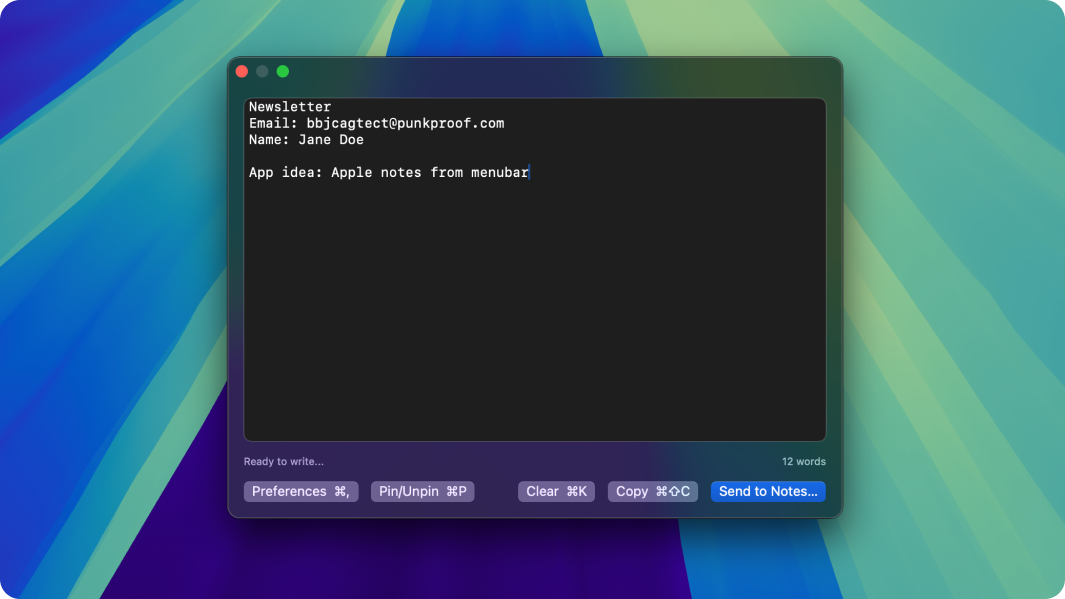 Newsletter
Email: bbjcagtect@punkproof.com
Name: Jane Doe

App idea: Apple notes from menubar
Ready to write... 12 words
Preferences ⌘, Pin/Unpin ⌘P Clear ⌘K Copy ⌘⇧C Send to Notes...